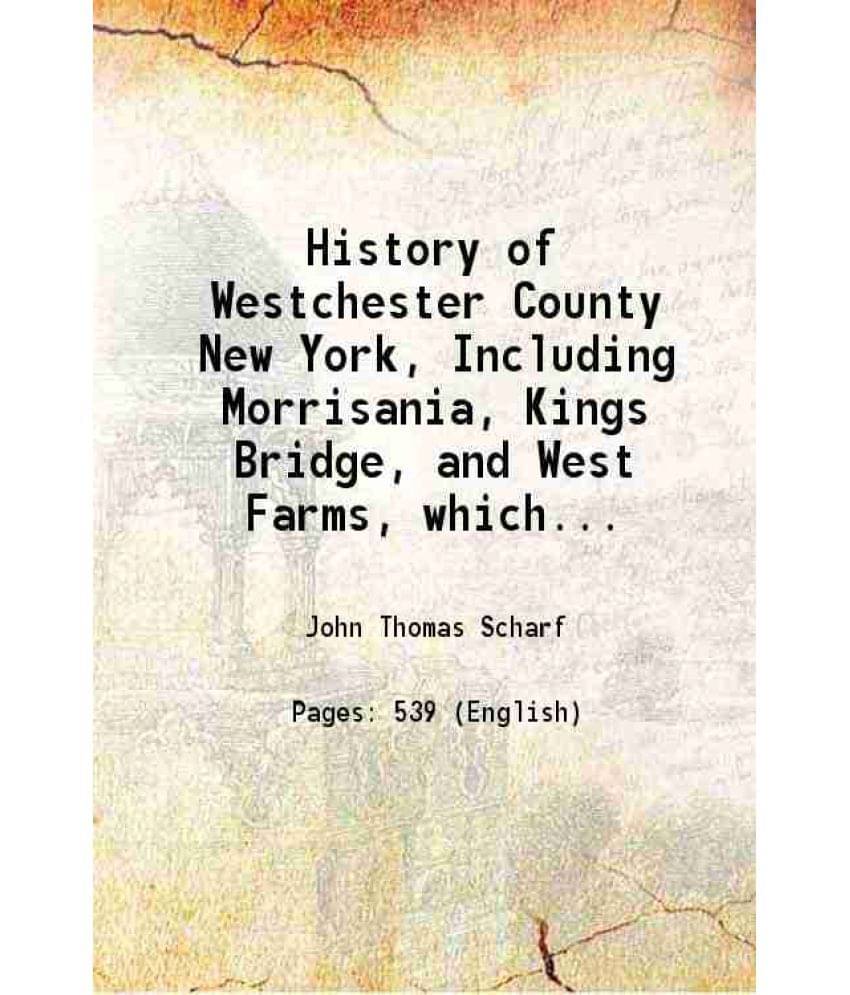 History of
Westchester County
New York, Including
Morrisania, Kings
Bridge, and West
Farms, which...
John Thomas Scharf
Pages: 539 (English)